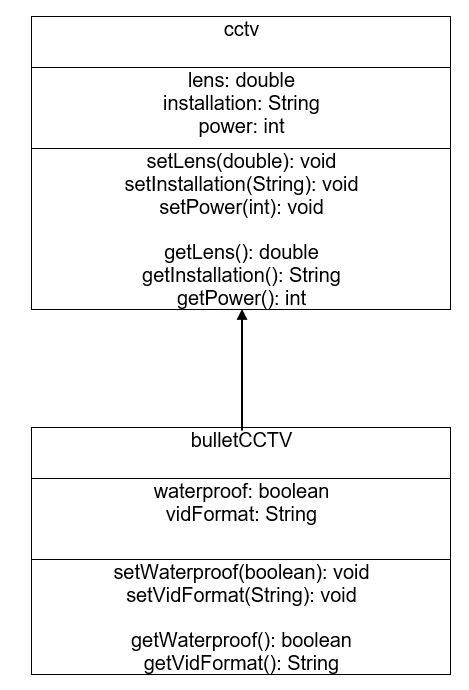 cctv
lens: double
installation: String
power: int
setLens(double): void
setInstallation(String): void
setPower(int): void
getLens(): double
getInstallation(): String
getPower(): int
bulletCCTV
waterproof: boolean
vidFormat: String
setWaterproof(boolean): void
setVidFormat(String): void
getWaterproof(): boolean
getVidFormat(): String